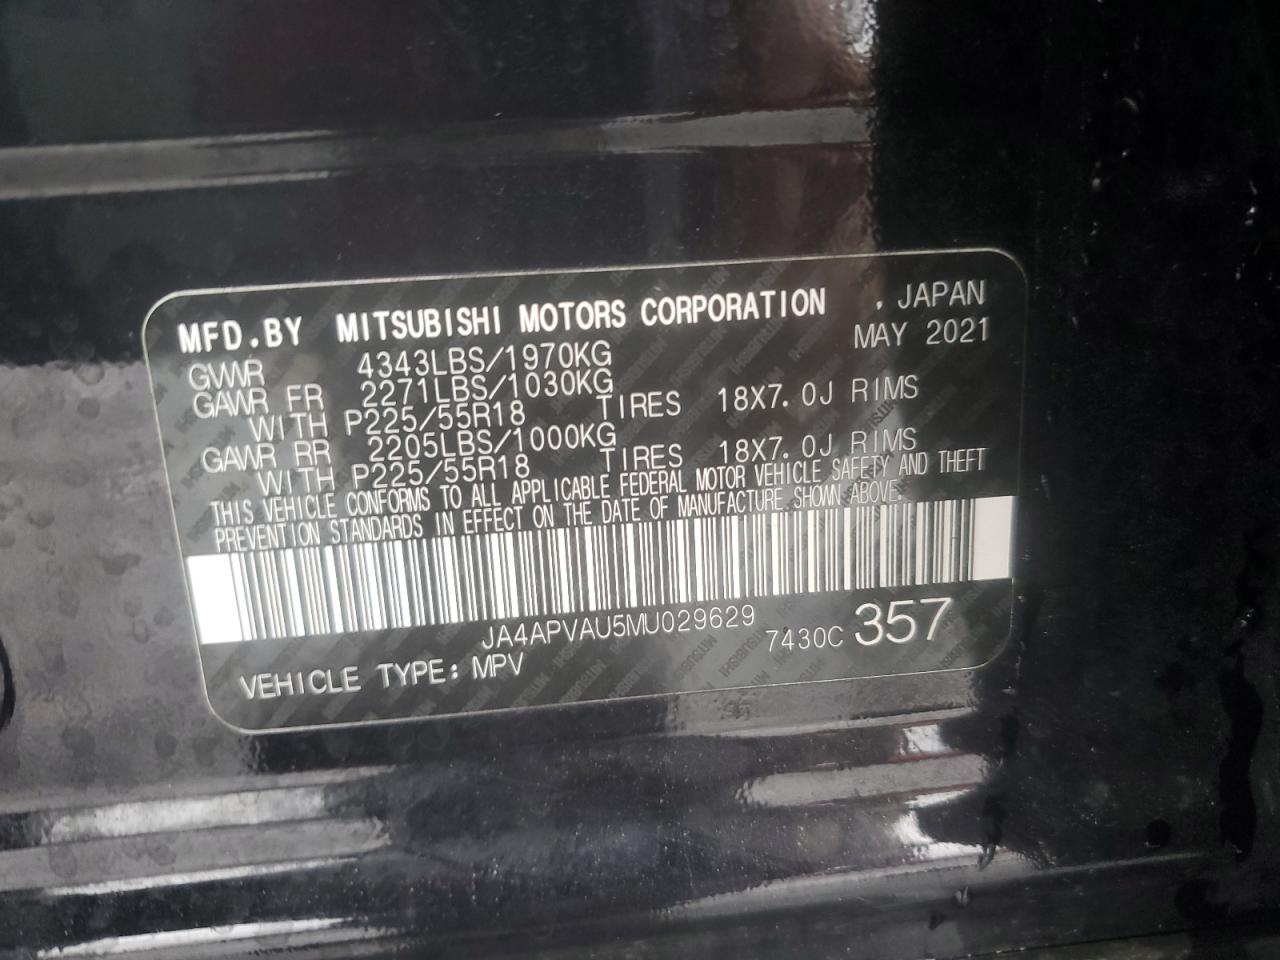 MFD.BY MITSUBISHI MOTORS CORPORATION , JAPAN
MAY 2021
GVWR 4343LBS/1970KG
GAWR FR 2271LBS/1030KG
WITH P225/55R18 TIRES 18X7.0J RIMS
GAWR RR 2205LBS/1000KG
WITH P225/55R18 TIRES 18X7.0J RIMS
THIS VEHICLE CONFORMS TO ALL APPLICABLE FEDERAL MOTOR VEHICLE SAFETY AND THEFT
PREVENTION STANDARDS IN EFFECT ON THE DATE OF MANUFACTURE SHOWN ABOVE.
JA4APVAU5MU029629 7430C 357
VEHICLE TYPE: MPV